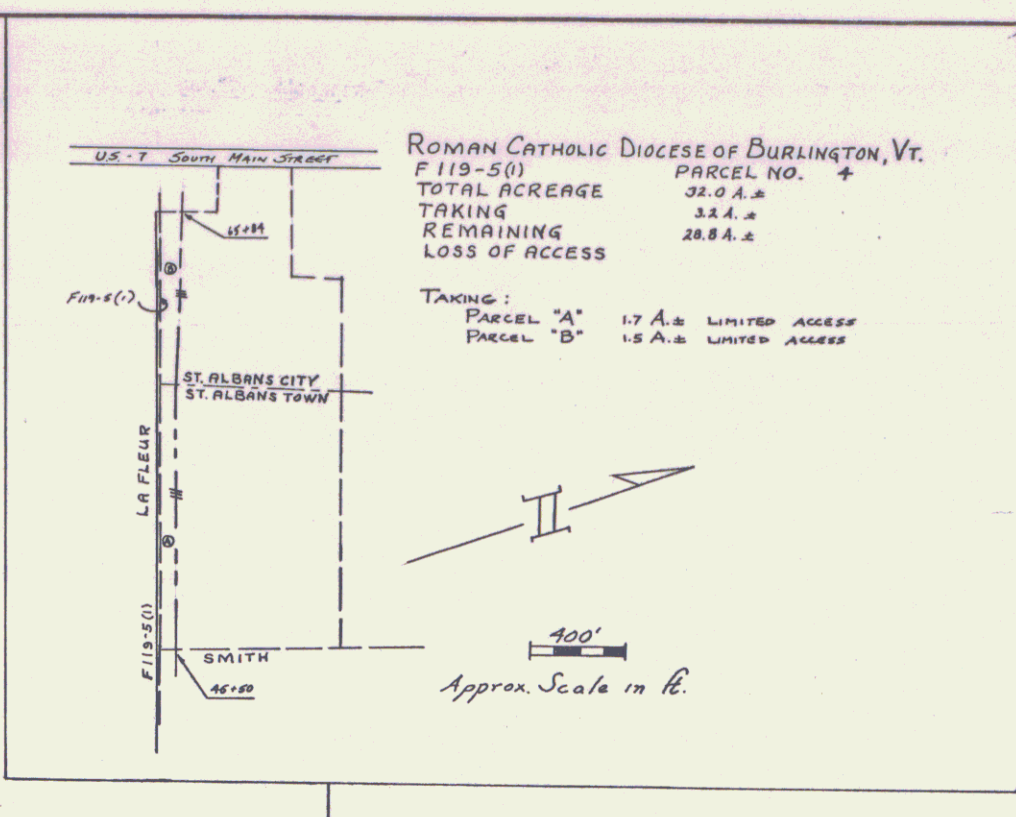 U.S.-7 SOUTH MAIN STREET
ROMAN CATHOLIC DIOCESE OF BURLINGTON, VT.
F 119-5(1) PARCEL NO. 4
TOTAL ACREAGE 32.0 A.±
TAKING 3.2 A.±
REMAINING 28.8 A.±
LOSS OF ACCESS
65+84
B
F119-5(1)
TAKING:
PARCEL "A" 1.7 A.± LIMITED ACCESS
PARCEL "B" 1.5 A.± LIMITED ACCESS
ST. ALBANS CITY
ST. ALBANS TOWN
LA FLEUR
A
F119-5(1)
SMITH
46+50
400'
Approx. Scale in ft.